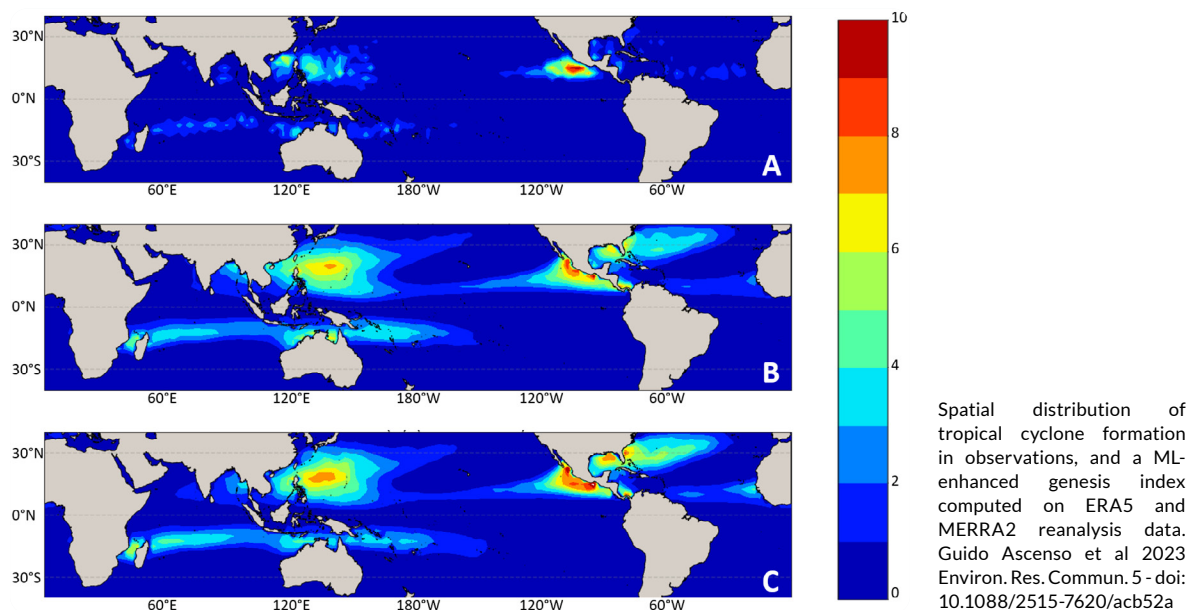 30°N
0°N
30°S
A
60°E 120°E 180°W 120°W 60°W
30°N
0°N
30°S
B
60°E 120°E 180°W 120°W 60°W
30°N
0°N
30°S
C
60°E 120°E 180°W 120°W 60°W
10
8
6
4
2
0
Spatial distribution of
tropical cyclone formation
in observations, and a ML-
enhanced genesis index
computed on ERA5 and
MERRA2 reanalysis data.
Guido Ascenso et al 2023
Environ. Res. Commun. 5 - doi:
10.1088/2515-7620/acb52a